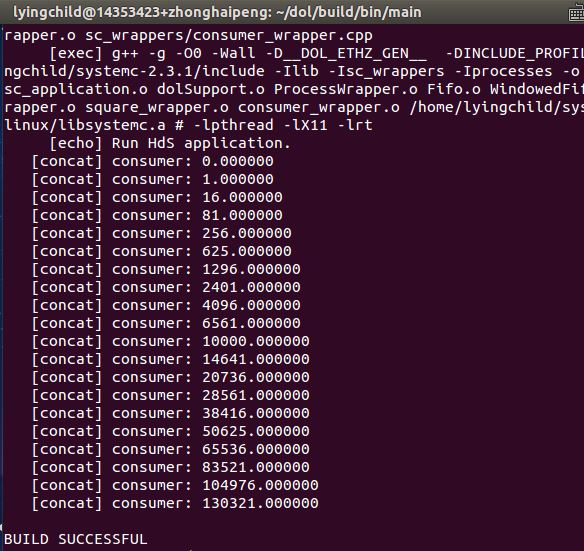 lyingchild@14353423+zhonghaipeng: ~/dol/build/bin/main
rapper.o sc_wrappers/consumer_wrapper.cpp
[exec] g++ -g -O0 -Wall -D__DOL_ETHZ_GEN__  -DINCLUDE_PROFIL
ngchild/systemc-2.3.1/include -Ilib -Isc_wrappers -Iprocesses -o
sc_application.o dolSupport.o ProcessWrapper.o Fifo.o WindowedFif
rapper.o square_wrapper.o consumer_wrapper.o /home/lyingchild/sys
linux/libsystemc.a # -lpthread -lX11 -lrt
[echo] Run HdS application.
[concat] consumer: 0.000000
[concat] consumer: 1.000000
[concat] consumer: 16.000000
[concat] consumer: 81.000000
[concat] consumer: 256.000000
[concat] consumer: 625.000000
[concat] consumer: 1296.000000
[concat] consumer: 2401.000000
[concat] consumer: 4096.000000
[concat] consumer: 6561.000000
[concat] consumer: 10000.000000
[concat] consumer: 14641.000000
[concat] consumer: 20736.000000
[concat] consumer: 28561.000000
[concat] consumer: 38416.000000
[concat] consumer: 50625.000000
[concat] consumer: 65536.000000
[concat] consumer: 83521.000000
[concat] consumer: 104976.000000
[concat] consumer: 130321.000000
BUILD SUCCESSFUL